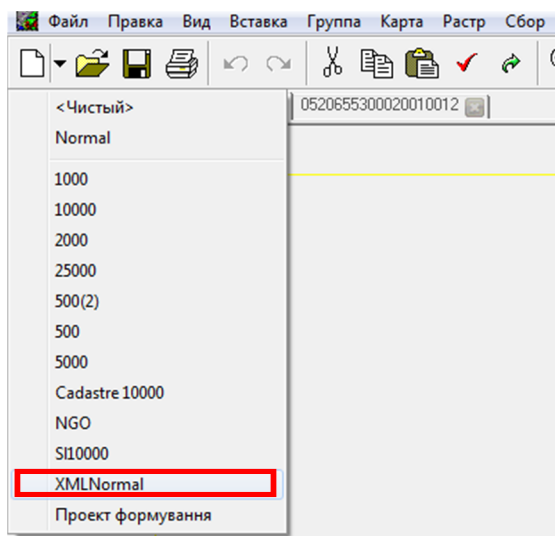 Файл Правка Вид Вставка Группа Карта Растр Сбор
<Чистый>
0520655300020010012
Normal
1000
10000
2000
25000
500(2)
500
5000
Cadastre 10000
NGO
SI10000
XMLNormal
Проект формування